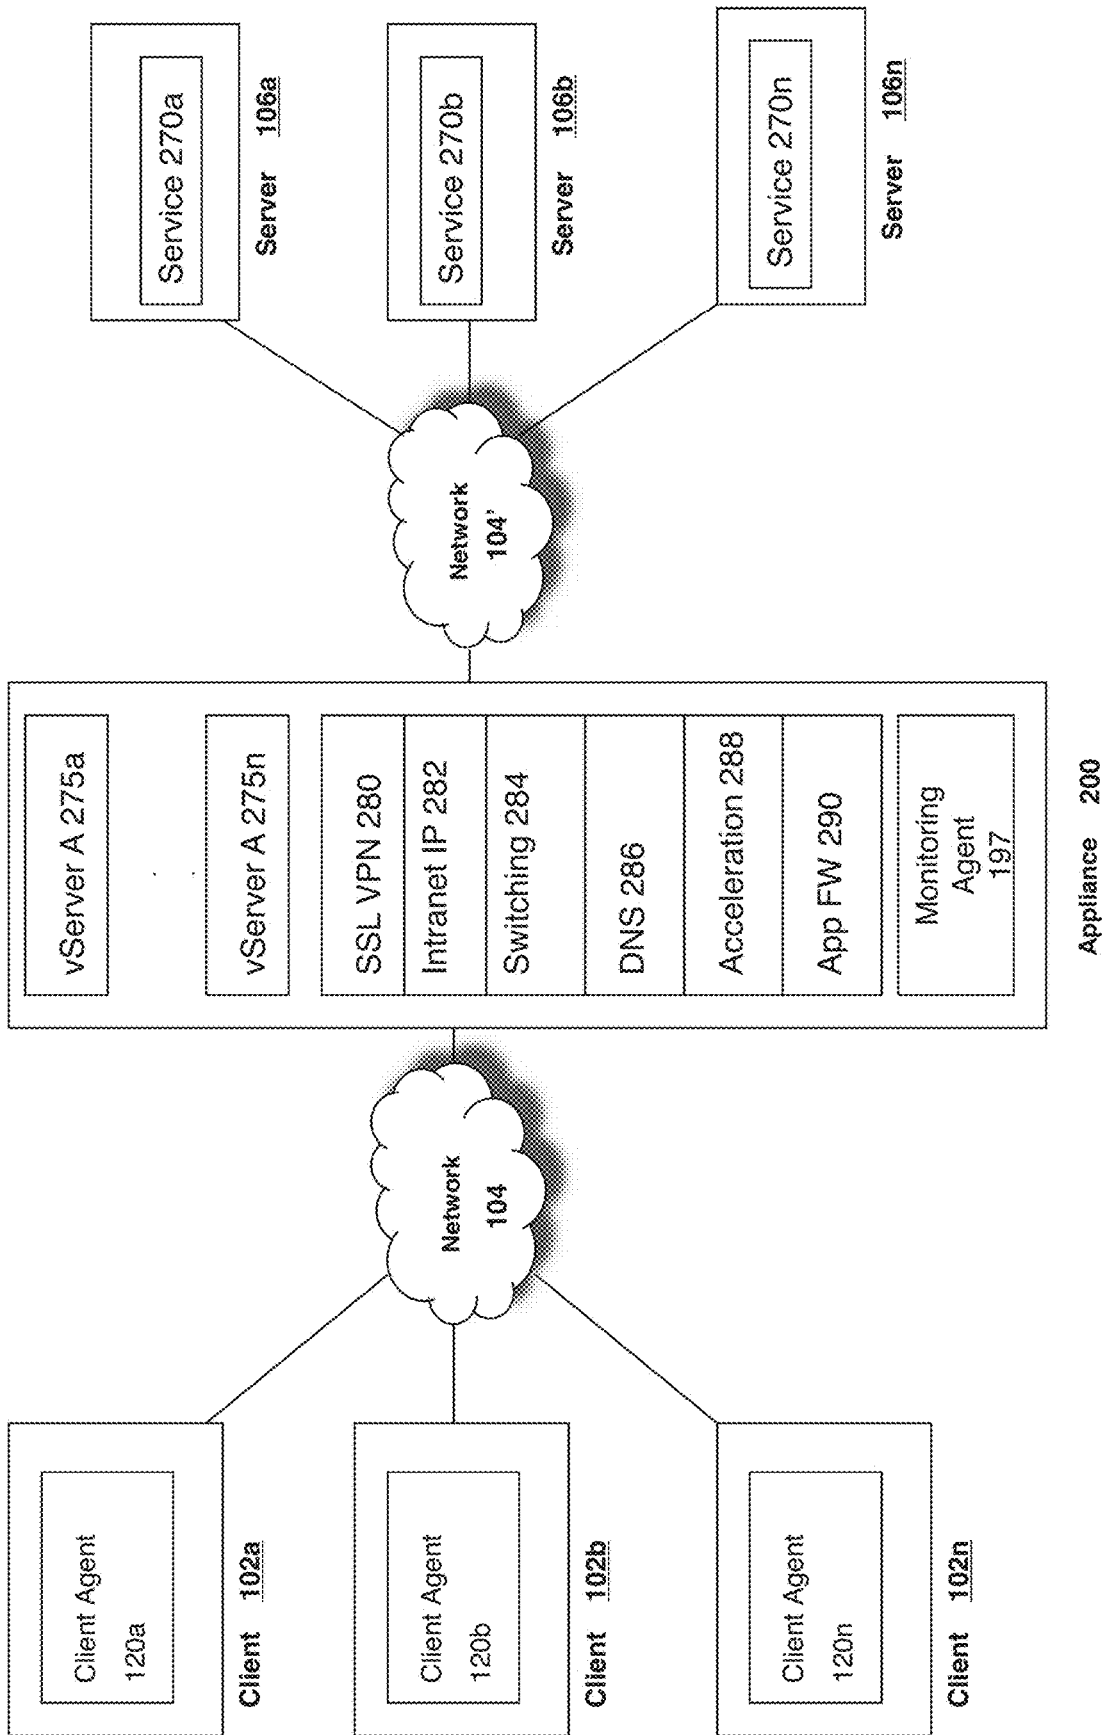 Client Agent
120a
Client 102a
Client Agent
120b
Client 102b
Client Agent
120n
Client 102n
Network
104
vServer A 275a
vServer A 275n
SSL VPN 280
Intranet IP 282
Switching 284
DNS 286
Acceleration 288
App FW 290
Monitoring
Agent
197
Appliance 200
Network
104'
Service 270a
Server 106a
Service 270b
Server 106b
Service 270n
Server 106n